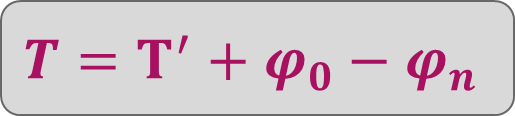 T = T′ + φ₀ − φₙ